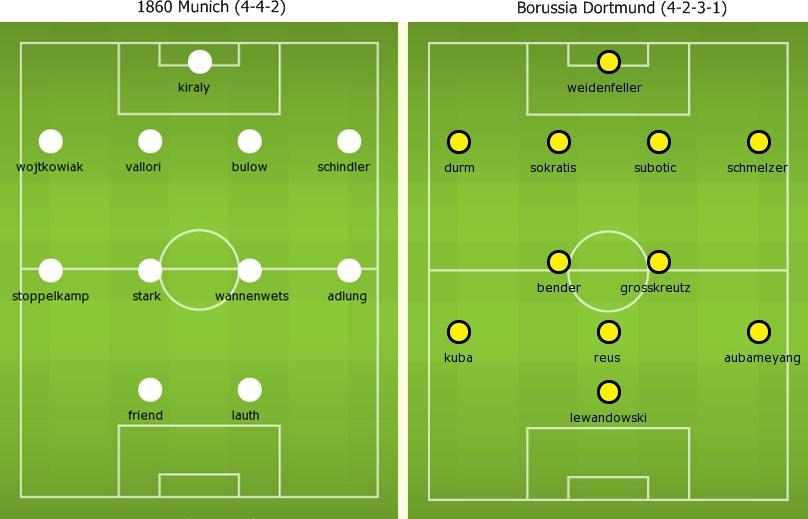 1860 Munich (4-4-2)
kiraly
wojtkowiak vallori bulow schindler
stoppelkamp stark wannenwets adlung
friend lauth
Borussia Dortmund (4-2-3-1)
weidenfeller
durm sokratis subotic schmelzer
bender grosskreutz
kuba reus aubameyang
lewandowski